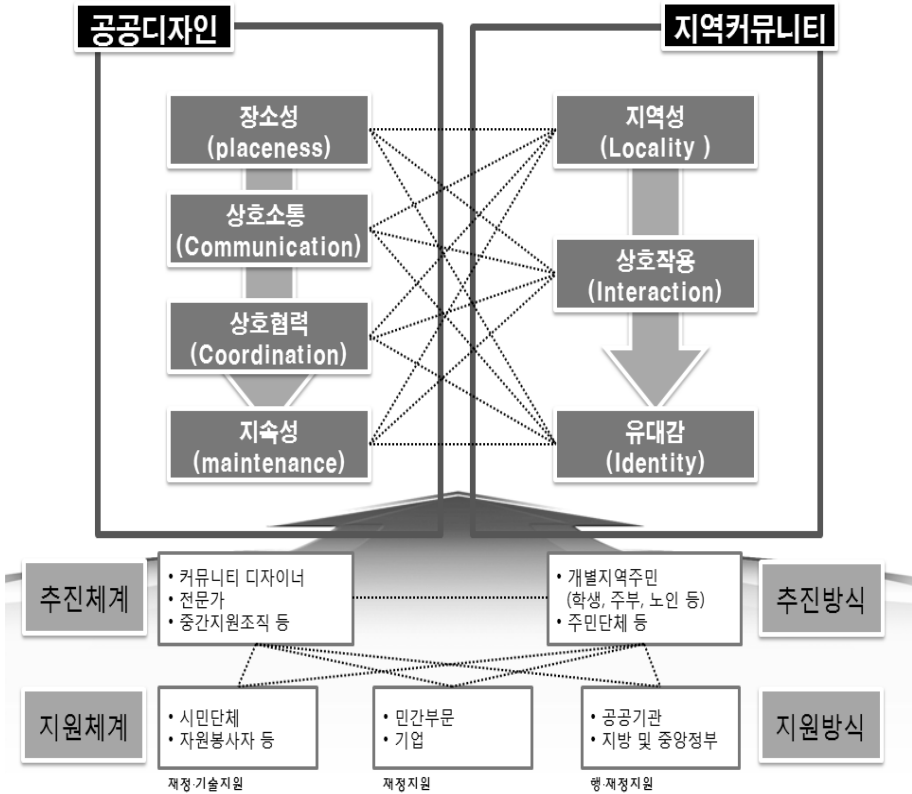 공공디자인
지역커뮤니티
장소성
(placeness)
상호소통
(Communication)
상호협력
(Coordination)
지속성
(maintenance)
지역성
(Locality )
상호작용
(Interaction)
유대감
(Identity)
추진체계
• 커뮤니티 디자이너
• 전문가
• 중간지원조직 등
• 개별지역주민
(학생, 주부, 노인 등)
• 주민단체 등
추진방식
지원체계
• 시민단체
• 자원봉사자 등
• 민간부문
• 기업
• 공공기관
• 지방 및 중앙정부
지원방식
재정·기술지원
재정지원
행·재정지원